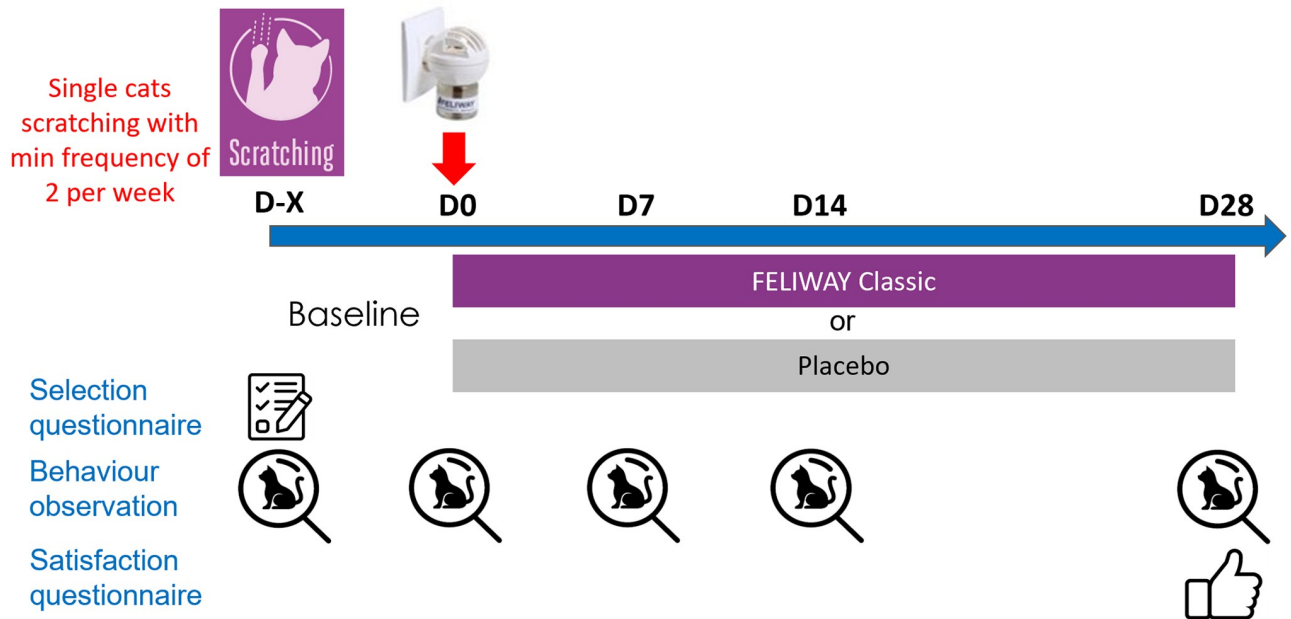 Single cats
scratching with
min frequency of
2 per week
Scratching
FELIWAY
D-X
D0
D7
D14
D28
FELIWAY Classic
Baseline
or
Placebo
Selection
questionnaire
Behaviour
observation
Satisfaction
questionnaire